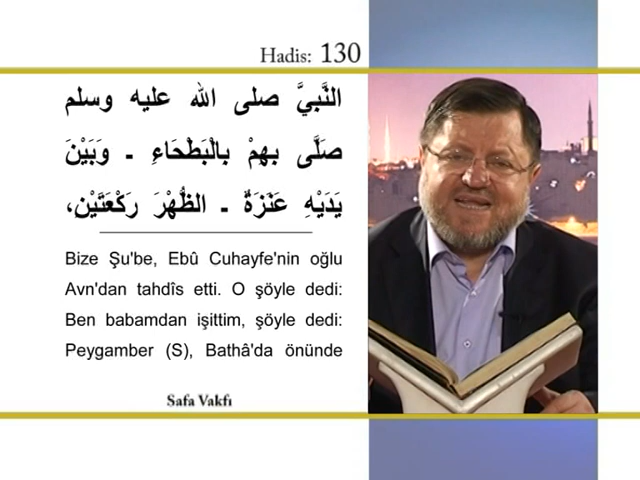 Hadis: 130
النَّبِيَّ صلى الله عليه وسلم
صَلَّى بِهِمْ بِالْبَطْحَاءِ ـ وَبَيْنَ
يَدَيْهِ عَنَزَةٌ ـ الظُّهْرَ رَكْعَتَيْنِ،
Bize Şu'be, Ebû Cuhayfe'nin oğlu
Avn'dan tahdîs etti. O şöyle dedi:
Ben babamdan işittim, şöyle dedi:
Peygamber (S), Bathâ'da önünde
Safa Vakfı